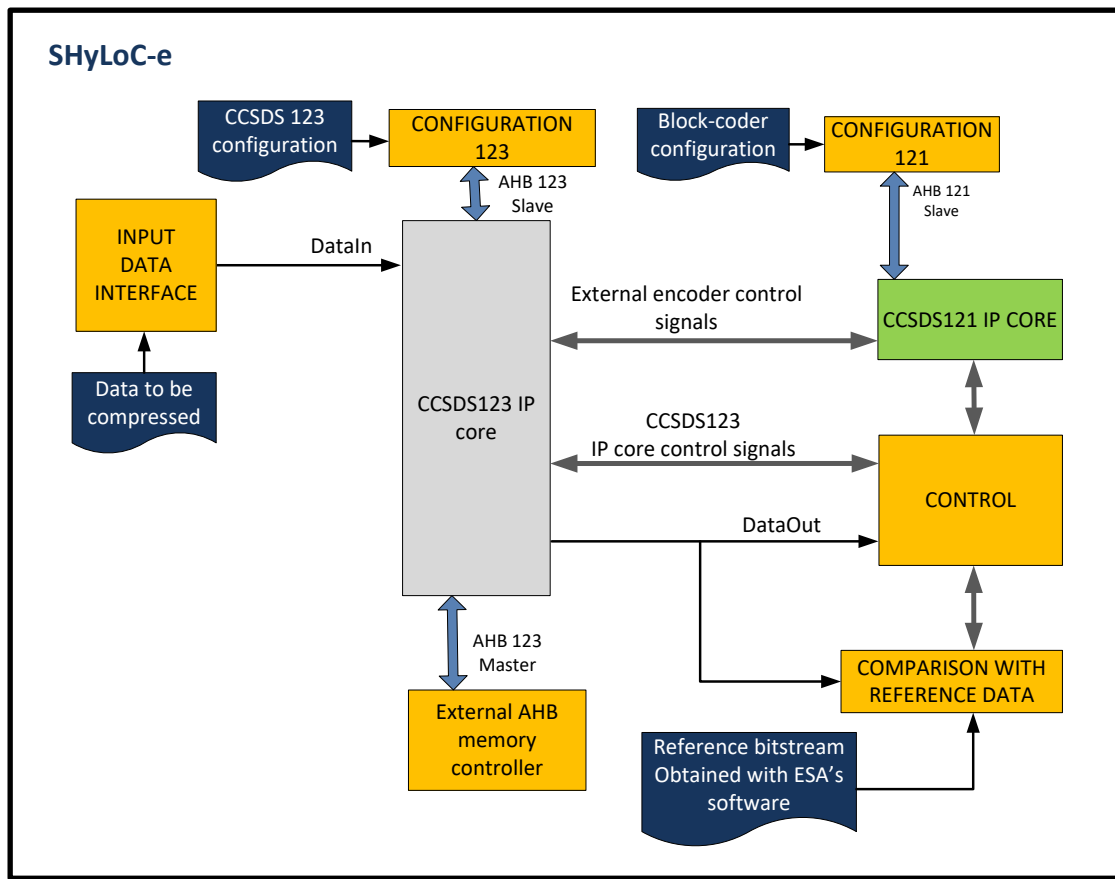 SHyLoC-e
CCSDS 123
configuration
CONFIGURATION
123
Block-coder
configuration
CONFIGURATION
121
AHB 123
Slave
AHB 121
Slave
INPUT
DATA
INTERFACE
DataIn
External encoder control
signals
CCSDS121 IP CORE
Data to be
compressed
CCSDS123 IP
core
CCSDS123
IP core control signals
CONTROL
DataOut
AHB 123
Master
COMPARISON WITH
REFERENCE DATA
External AHB
memory
controller
Reference bitstream
Obtained with ESA's
software